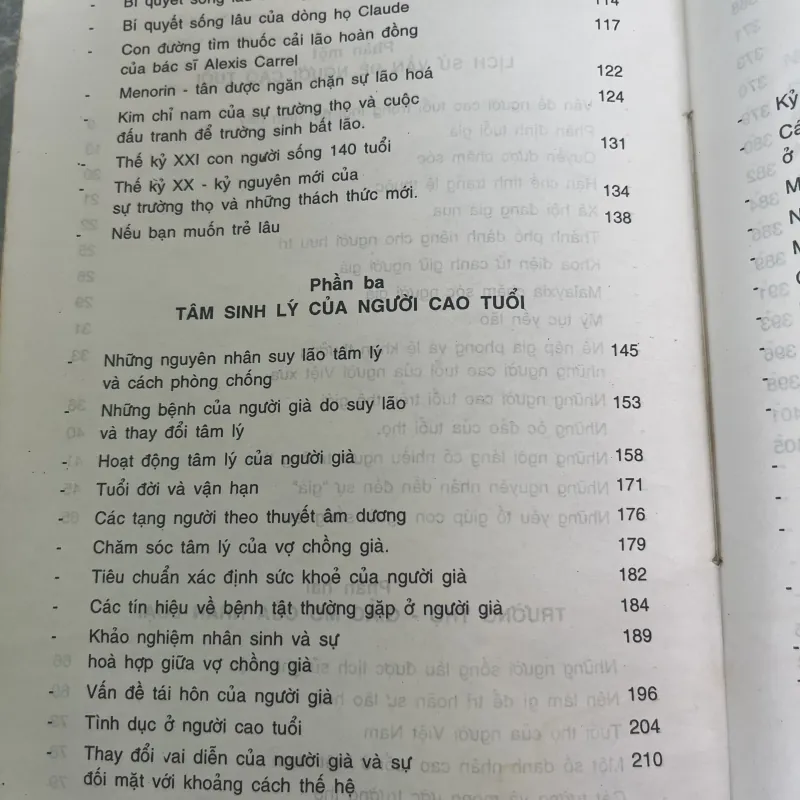 - Bí quyết sống lâu 114
- Bí quyết sống lâu của dòng họ Claude 117
- Con đường tìm thuốc cải lão hoàn đồng
của bác sĩ Alexis Carrel
- Menorin - tân dược ngăn chặn sự lão hoá 122
- Kim chỉ nam của sự trường thọ và cuộc 124
đấu tranh để trường sinh bất lão.
- Thế kỷ XXI con người sống 140 tuổi 131
- Thế kỷ XX - kỷ nguyên mới của
sự trường thọ và những thách thức mới. 134
- Nếu bạn muốn trẻ lâu 138
Phần ba
TÂM SINH LÝ CỦA NGƯỜI CAO TUỔI
- Những nguyên nhân suy lão tâm lý 145
và cách phòng chống
- Những bệnh của người già do suy lão 153
và thay đổi tâm lý
- Hoạt động tâm lý của người già 158
- Tuổi đời và vận hạn 171
- Các tạng người theo thuyết âm dương 176
- Chăm sóc tâm lý của vợ chồng già. 179
- Tiêu chuẩn xác định sức khoẻ của người già 182
- Các tín hiệu về bệnh tật thường gặp ở người già 184
- Khảo nghiệm nhân sinh và sự 189
hoà hợp giữa vợ chồng già
- Vấn đề tái hôn của người già 196
- Tình dục ở người cao tuổi 204
- Thay đổi vai diễn của người già và sự 210
đối mặt với khoảng cách thế hệ
- Kỷ
- Cá
ở